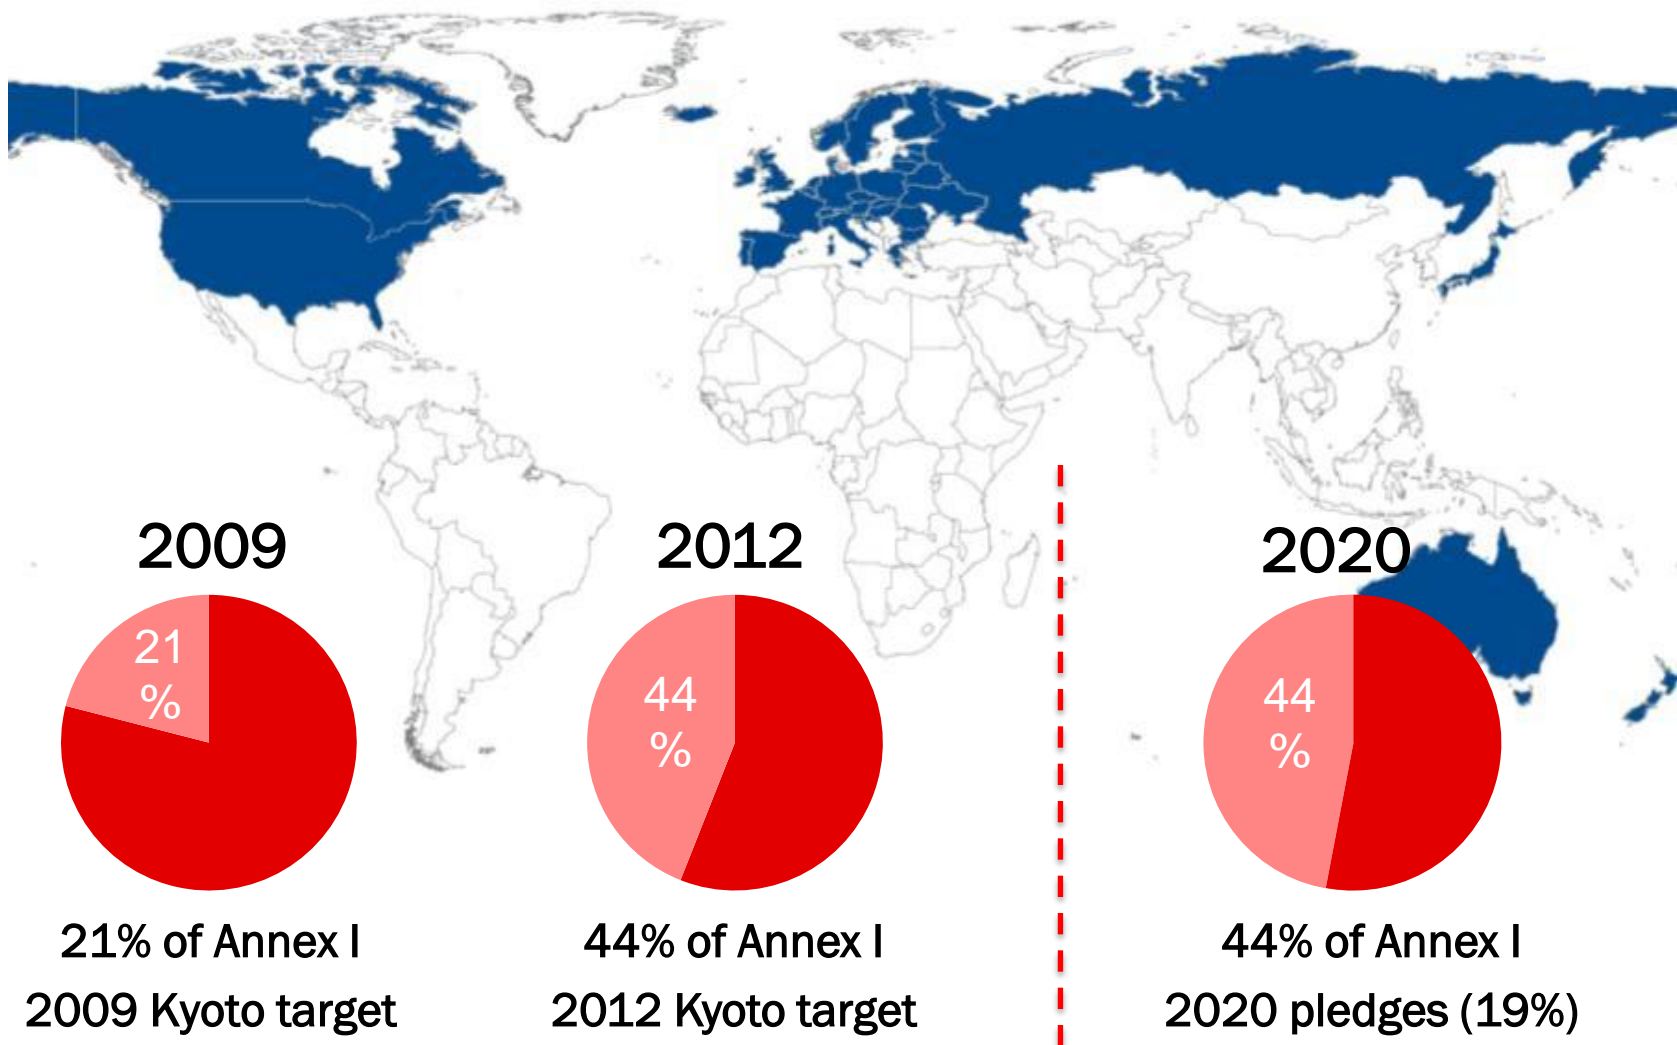 2009
2012
2020
21
%
44
%
44
%
21% of Annex I
2009 Kyoto target
44% of Annex I
2012 Kyoto target
44% of Annex I
2020 pledges (19%)